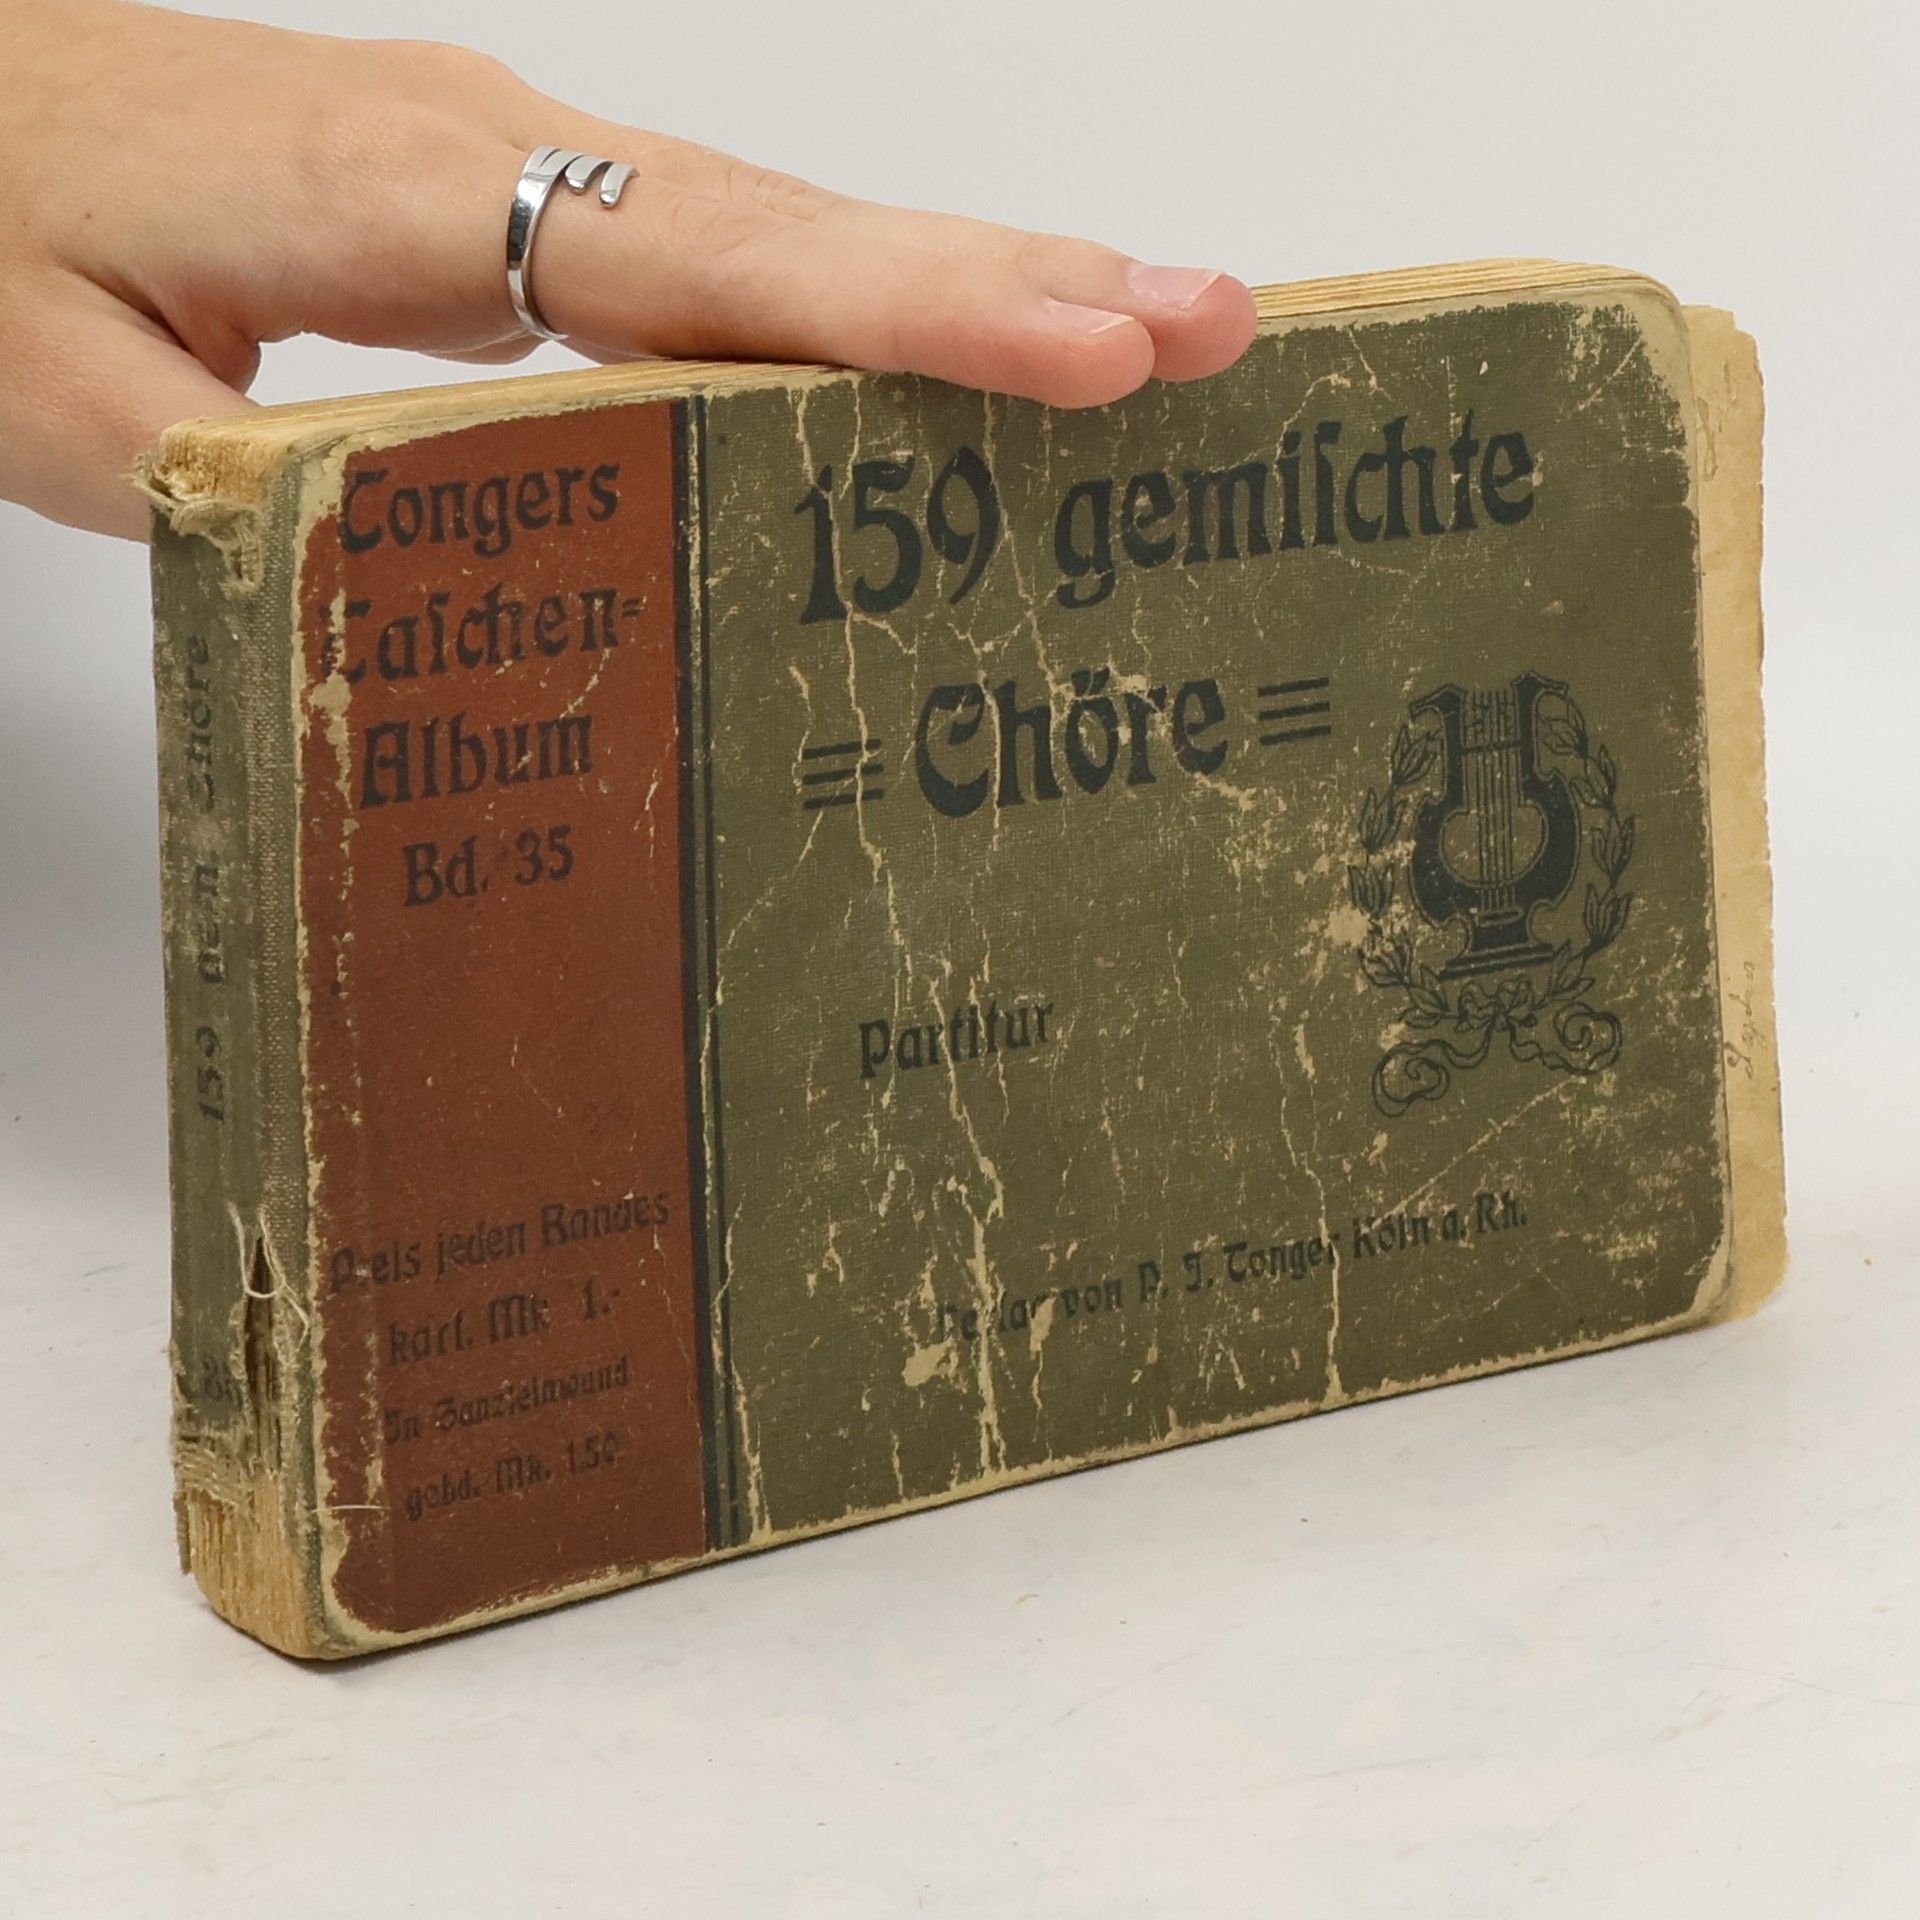 Tongers
Taſchen-
Album
Bd. 35
Preis jeden Bandes
kart. Mk 1.-
In Ganzleinwand
gebd. Mk. 1.50
159 gemiſchte
Chöre
Partitur
Verlag von P. J. Tonger Köln a. Rh.
159 gem Chöre
35